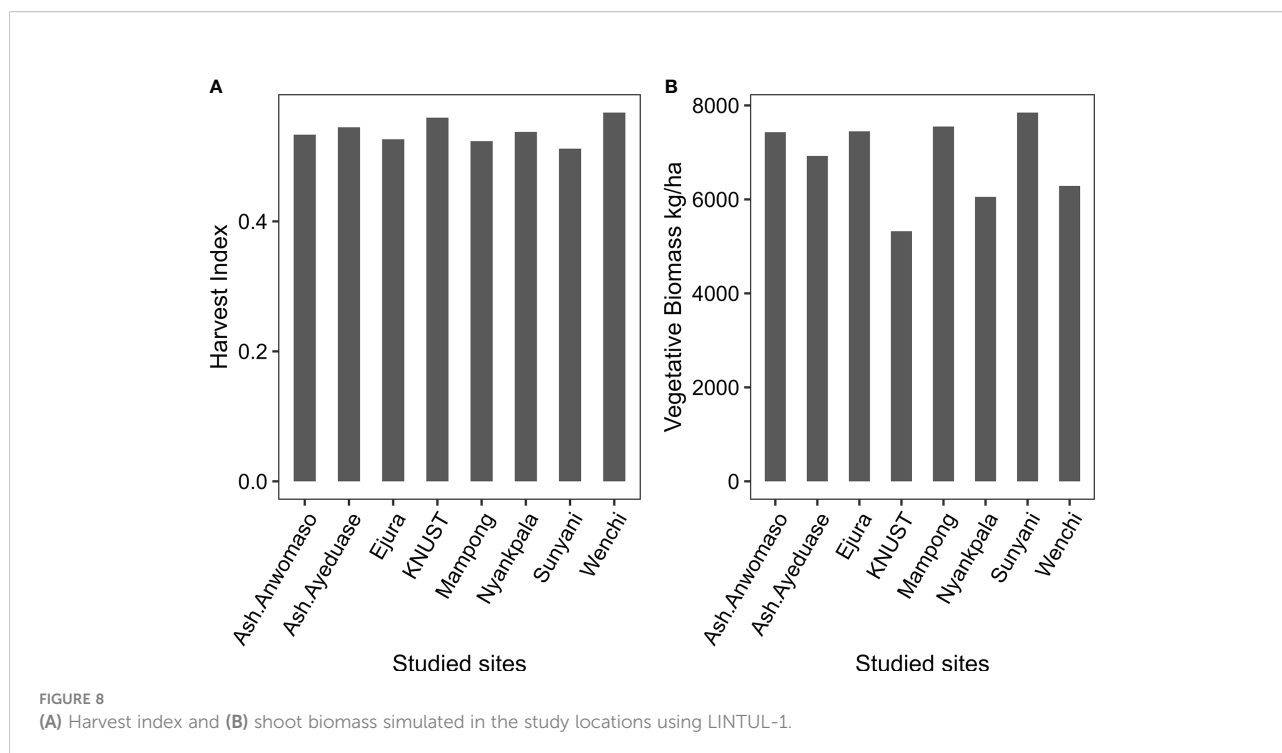 A
Harvest Index
0.4
0.2
0.0
Ash.Anwomaso
Ash.Ayeduase
Ejura
KNUST
Mampong
Nyankpala
Sunyani
Wenchi
Studied sites
B
Vegetative Biomass kg/ha
8000
6000
4000
2000
0
Ash.Anwomaso
Ash.Ayeduase
Ejura
KNUST
Mampong
Nyankpala
Sunyani
Wenchi
Studied sites
FIGURE 8
(A) Harvest index and (B) shoot biomass simulated in the study locations using LINTUL-1.